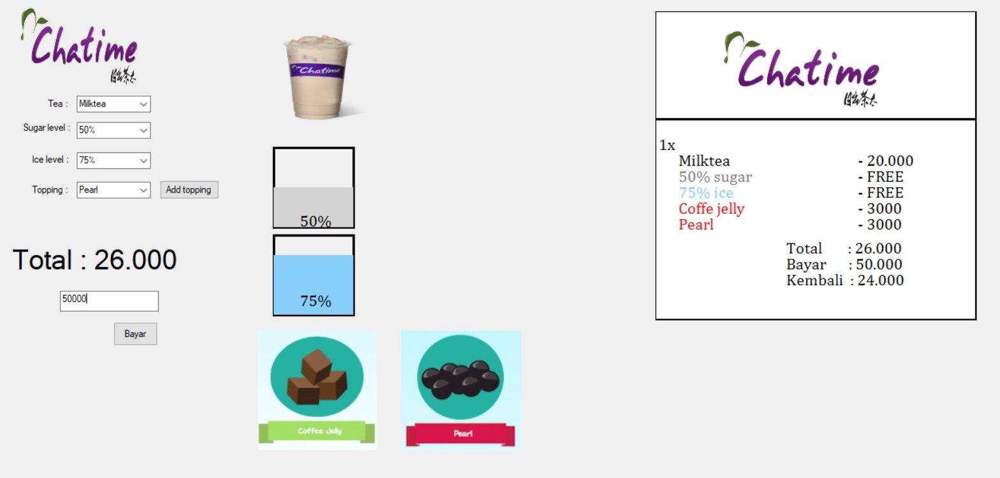 Chatime
日出茶太
Tea : Milktea
Sugar level : 50%
Ice level : 75%
Topping : Pearl Add topping
Total : 26.000
50000
Bayar
Chatime
50%
75%
Coffee Jelly
Pearl
Chatime
日出茶太
1x
Milktea - 20.000
50% sugar - FREE
75% ice - FREE
Coffe jelly - 3000
Pearl - 3000
Total : 26.000
Bayar : 50.000
Kembali : 24.000